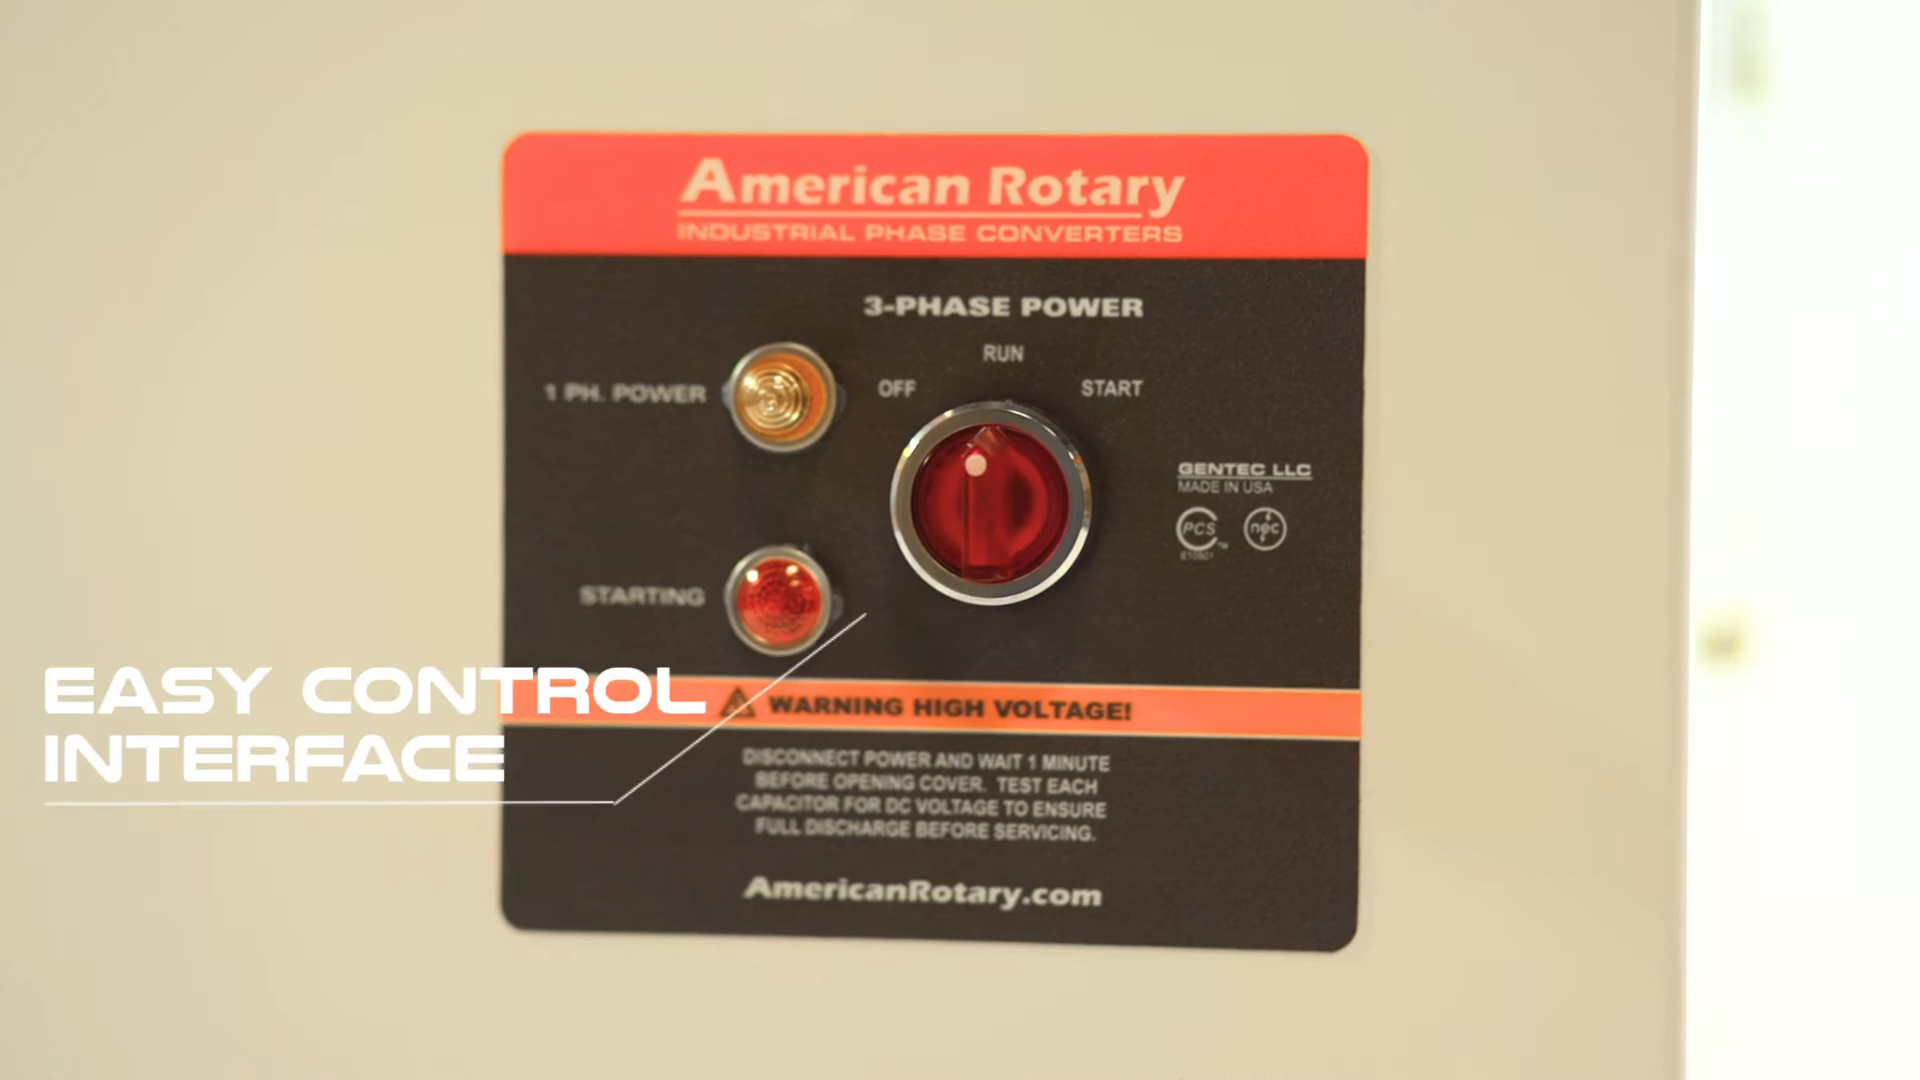 American Rotary
INDUSTRIAL PHASE CONVERTERS
3-PHASE POWER
RUN
OFF
START
1 PH. POWER
GENTEC LLC
MADE IN USA
PCS
nec
STARTING
EASY CONTROL
INTERFACE
WARNING HIGH VOLTAGE!
DISCONNECT POWER AND WAIT 1 MINUTE
BEFORE OPENING COVER. TEST EACH
CAPACITOR FOR DC VOLTAGE TO ENSURE
FULL DISCHARGE BEFORE SERVICING.
AmericanRotary.com